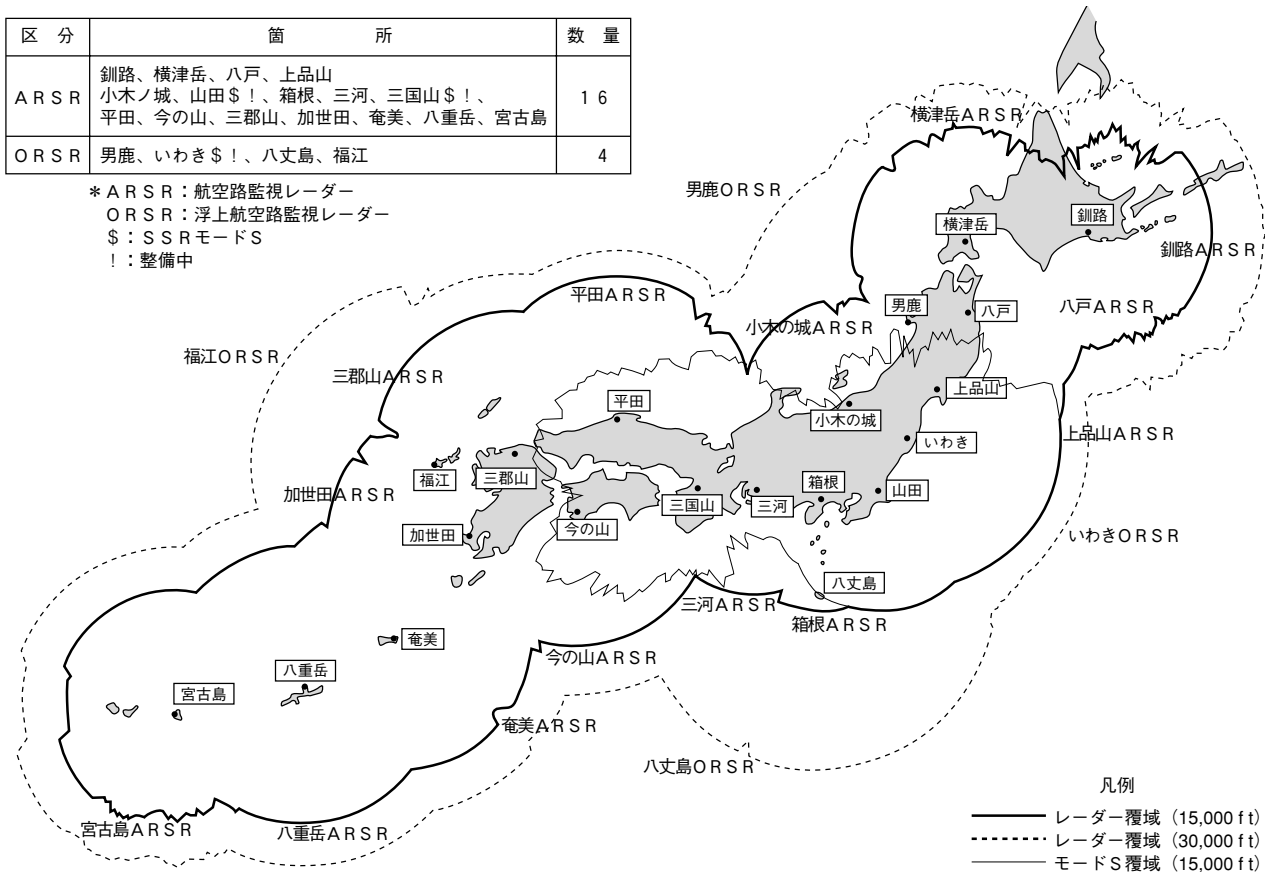 区 分 箇 所 数 量
ＡＲＳＲ 釧路、横津岳、八戸、上品山
小木ノ城、山田＄！、箱根、三河、三国山＄！、
平田、今の山、三郡山、加世田、奄美、八重岳、宮古島
１６
ＯＲＳＲ 男鹿、いわき＄！、八丈島、福江 ４
＊ＡＲＳＲ：航空路監視レーダー
ＯＲＳＲ：浮上航空路監視レーダー
＄：ＳＳＲモードＳ
！：整備中
横津岳ＡＲＳＲ
男鹿ＯＲＳＲ
釧路
横津岳
釧路ＡＲＳＲ
平田ＡＲＳＲ
男鹿
八戸
八戸ＡＲＳＲ
小木の城ＡＲＳＲ
福江ＯＲＳＲ
三郡山ＡＲＳＲ
上品山
平田
小木の城
上品山ＡＲＳＲ
いわき
福江
三郡山
加世田ＡＲＳＲ
箱根
山田
三国山
三河
今の山
加世田
いわきＯＲＳＲ
八丈島
三河ＡＲＳＲ
箱根ＡＲＳＲ
奄美
今の山ＡＲＳＲ
八重岳
宮古島
奄美ＡＲＳＲ
八丈島ＯＲＳＲ
宮古島ＡＲＳＲ
八重岳ＡＲＳＲ
凡例
レーダー覆域（15,000 ft）
レーダー覆域（30,000 ft）
モードＳ覆域（15,000 ft）